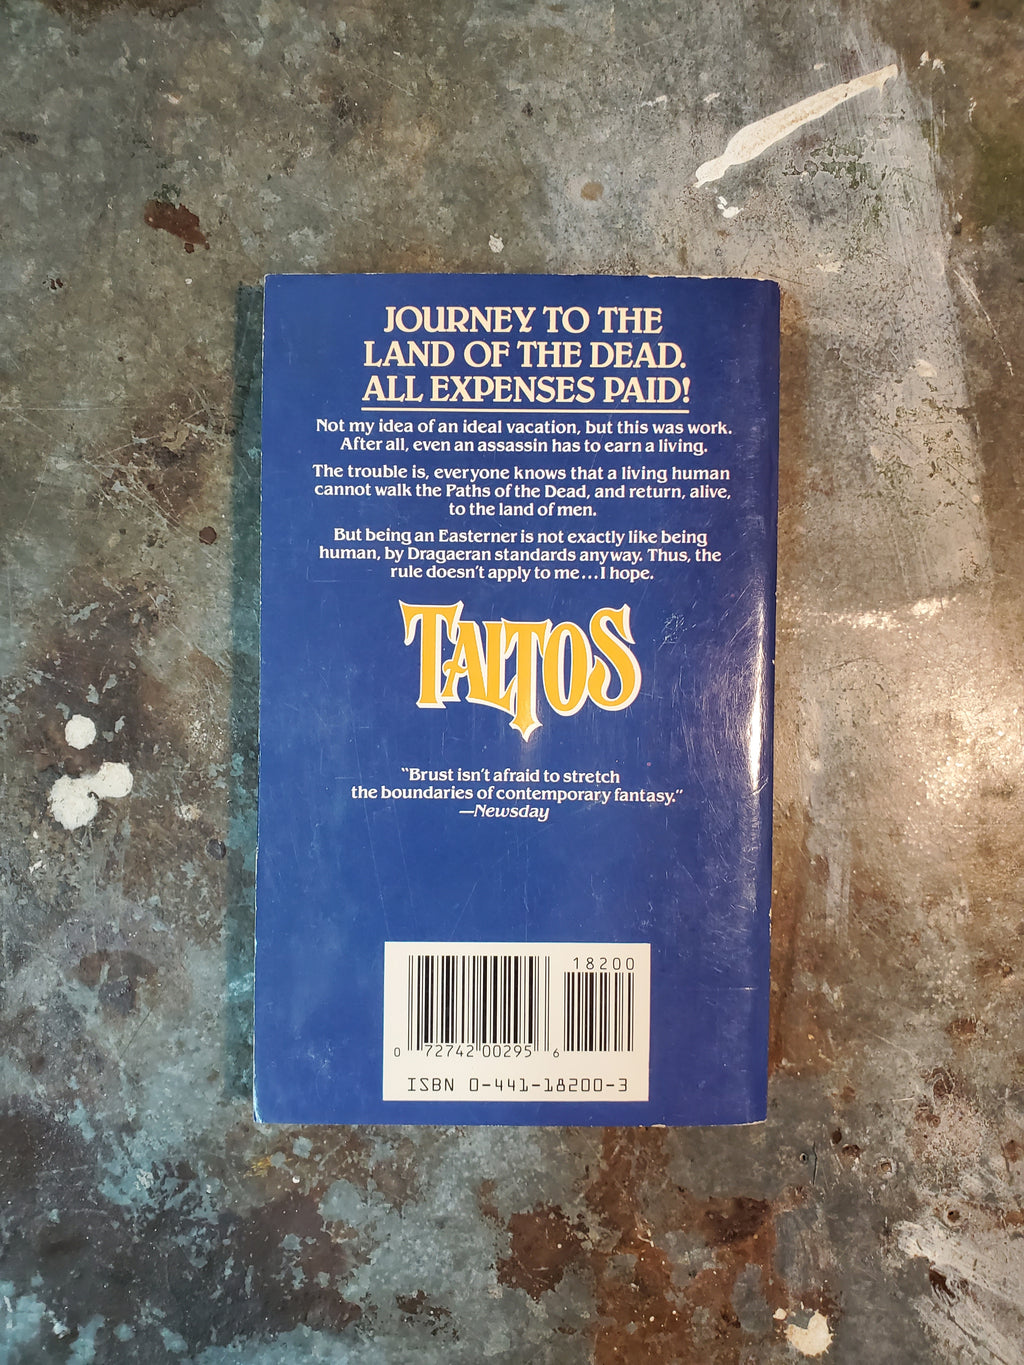 JOURNEY TO THE
LAND OF THE DEAD.
ALL EXPENSES PAID!
Not my idea of an ideal vacation, but this was work.
After all, even an assassin has to earn a living.
The trouble is, everyone knows that a living human
cannot walk the Paths of the Dead, and return, alive,
to the land of men.
But being an Easterner is not exactly like being
human, by Dragaeran standards anyway. Thus, the
rule doesn't apply to me...I hope.
TALTOS
"Brust isn't afraid to stretch
the boundaries of contemporary fantasy."
—Newsday
18200
0 72742 00295 6
ISBN 0-441-18200-3